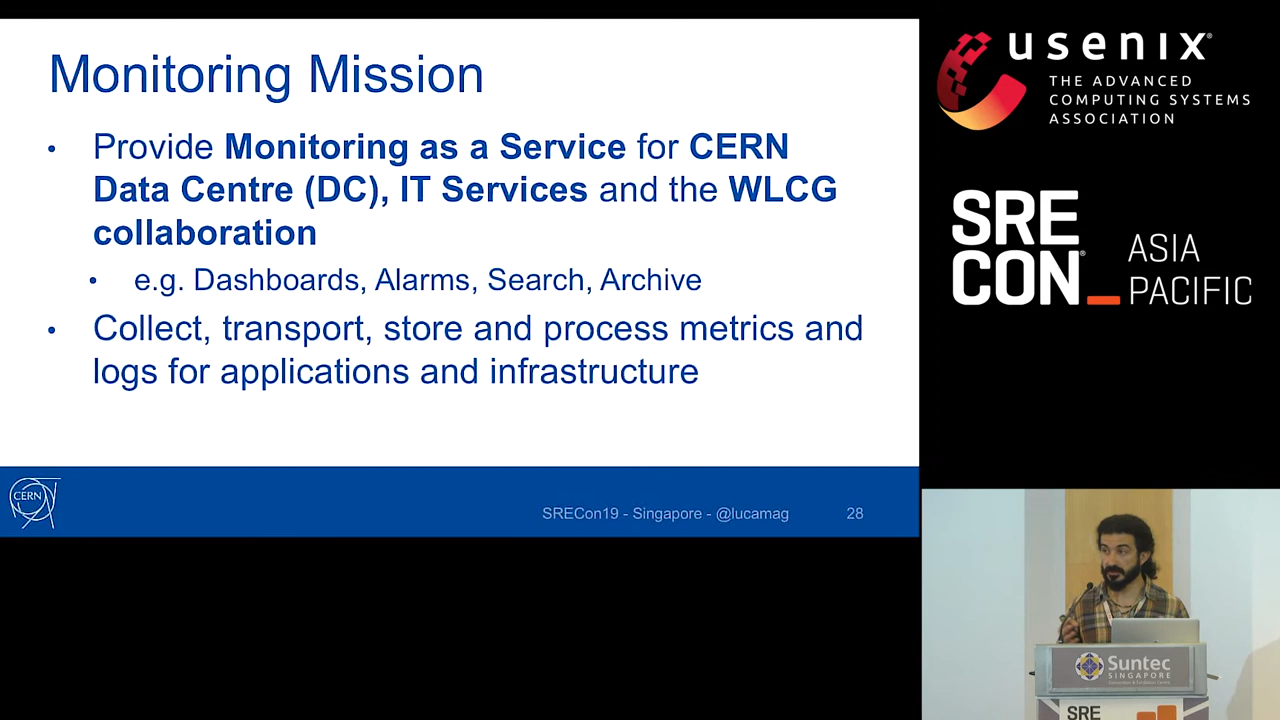 Monitoring Mission
• Provide Monitoring as a Service for CERN
Data Centre (DC), IT Services and the WLCG
collaboration
• e.g. Dashboards, Alarms, Search, Archive
• Collect, transport, store and process metrics and
logs for applications and infrastructure
CERN
SRECon19 - Singapore - @lucamag
28
usenix®
THE ADVANCED
COMPUTING SYSTEMS
ASSOCIATION
SRE
CON®
ASIA
PACIFIC
Suntec
SINGAPORE
SRE